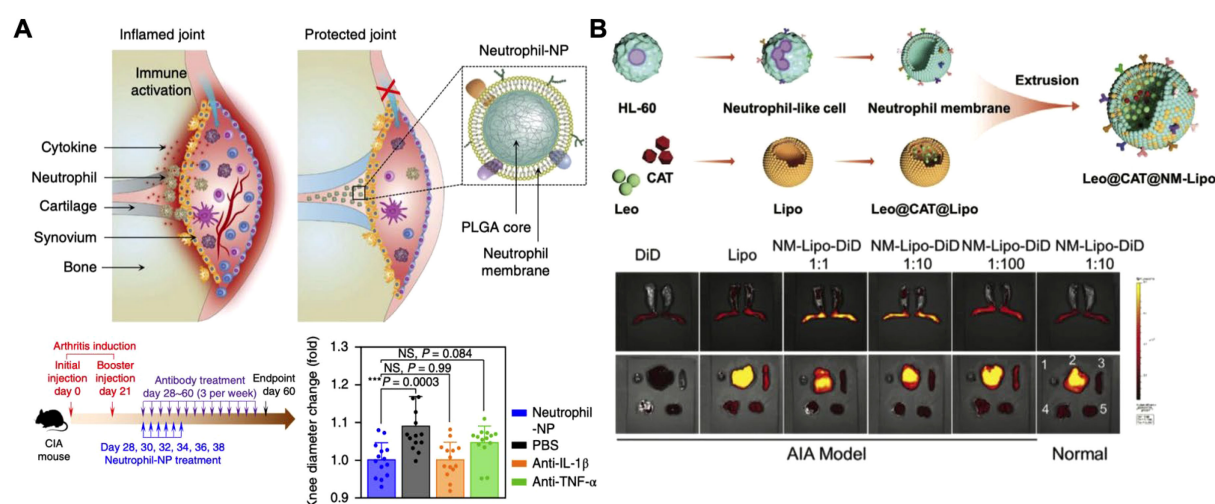 A
Inflamed joint
Protected joint
Neutrophil-NP
Immune
activation
Cytokine
Neutrophil
Cartilage
Synovium
Bone
PLGA core
Neutrophil
membrane
Arthritis induction
Initial
injection
day 0
Booster
injection
day 21
Antibody treatment
day 28–60 (3 per week)
Endpoint
day 60
CIA
mouse
Day 28, 30, 32, 34, 36, 38
Neutrophil-NP treatment
Knee diameter change (fold)
1.3
1.2
1.1
1.0
0.9
NS, P = 0.084
NS, P = 0.99
***
P = 0.0003
Neutrophil
-NP
PBS
Anti-IL-1β
Anti-TNF-α
B
HL-60
Neutrophil-like cell
Neutrophil membrane
Extrusion
CAT
Leo
Lipo
Leo@CAT@Lipo
Leo@CAT@NM-Lipo
DiD
Lipo
NM-Lipo-DiD
1:1
NM-Lipo-DiD
1:10
NM-Lipo-DiD
1:100
NM-Lipo-DiD
1:10
1
2
3
4
5
AIA Model
Normal